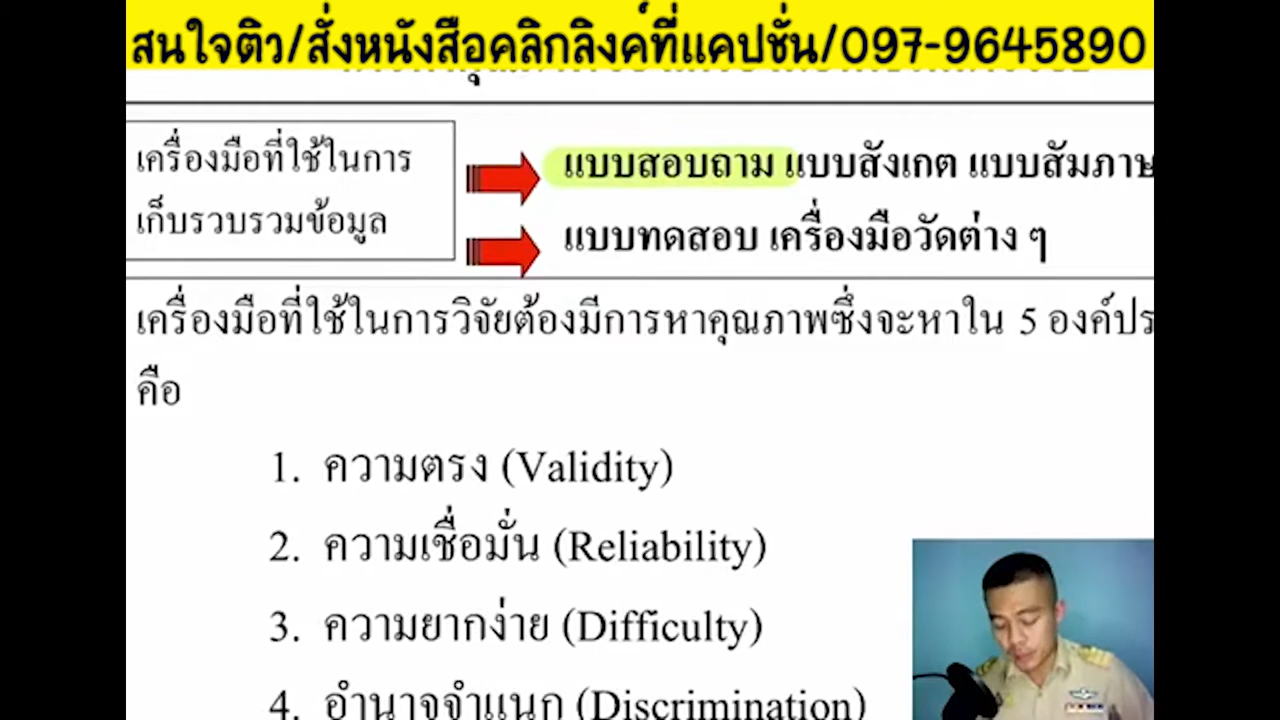 สนใจติว/สั่งหนังสือคลิกลิงค์ที่แคปชั่น/097-9645890
เครื่องมือที่ใช้ในการ
เก็บรวบรวมข้อมูล
แบบสอบถาม แบบสังเกต แบบสัมภาษ
แบบทดสอบ เครื่องมือวัดต่าง ๆ
เครื่องมือที่ใช้ในการวิจัยต้องมีการหาคุณภาพซึ่งจะหาใน 5 องค์ปร
คือ
1. ความตรง (Validity)
2. ความเชื่อมั่น (Reliability)
3. ความยากง่าย (Difficulty)
4. อำนาจจำแนก (Discrimination)